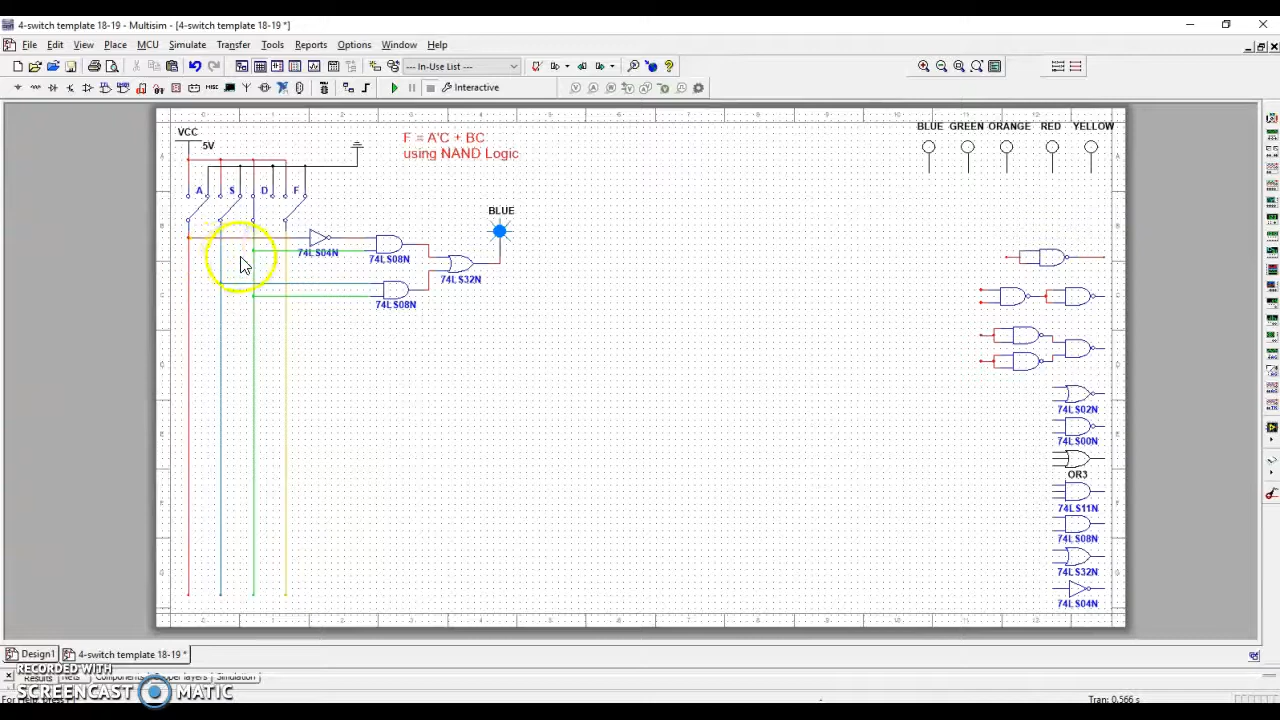 4-switch template 18-19 - Multisim - [4-switch template 18-19 *]
File Edit View Place MCU Simulate Transfer Tools Reports Options Window Help
--- In-Use List ---
Interactive
VCC
5V
F = A'C + BC
using NAND Logic
BLUE GREEN ORANGE RED YELLOW
A S D F
BLUE
74LS04N
74LS08N
74LS32N
74LS08N
74LS02N
74LS00N
OR3
74LS11N
74LS08N
74LS32N
74LS04N
Design1
4-switch template 18-19 *
RECORDED WITH
SCREENCAST MATIC
Results Nets Components Copper layers Simulation
For Help, press F1
Tran: 0.566 s